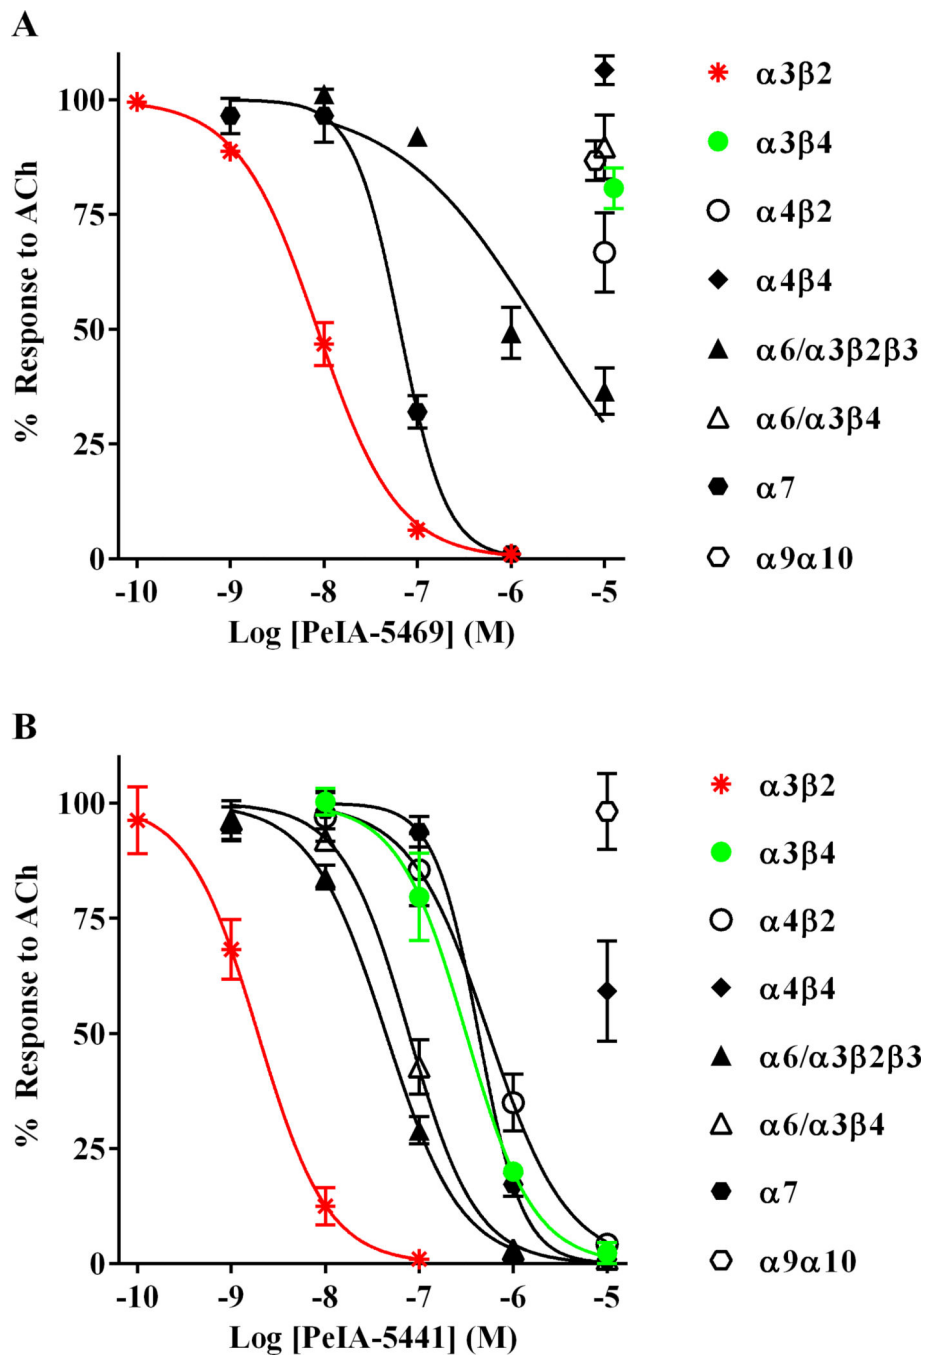 A
% Response to ACh
100
75
50
25
0
-10 -9 -8 -7 -6 -5
Log [PeIA-5469] (M)
α3β2
α3β4
α4β2
α4β4
α6/α3β2β3
α6/α3β4
α7
α9α10
B
% Response to ACh
100
75
50
25
0
-10 -9 -8 -7 -6 -5
Log [PeIA-5441] (M)
α3β2
α3β4
α4β2
α4β4
α6/α3β2β3
α6/α3β4
α7
α9α10